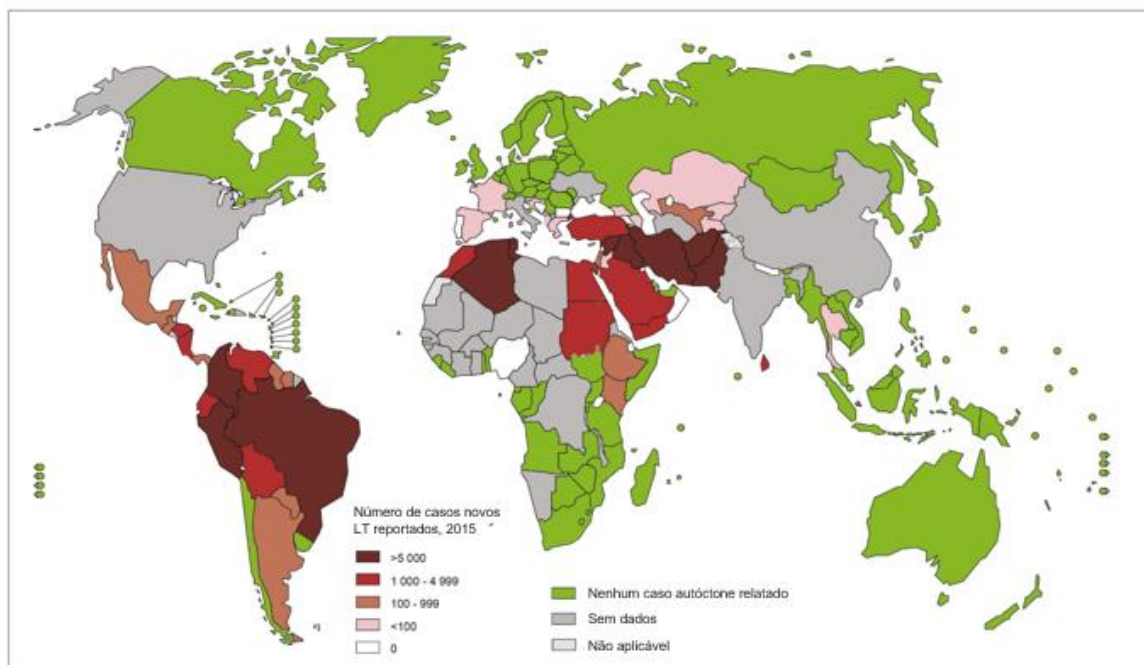 Número de casos novos
LT reportados, 2015
>5 000
1 000 - 4 999
100 - 999
<100
0
Nenhum caso autóctone relatado
Sem dados
Não aplicável